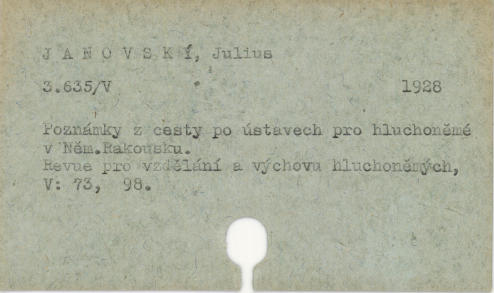 J A N O V S K Ý, Julius
3.635/V 1928
Poznámky z cesty po ústavech pro hluchoněmé
v Něm.Rakousku.
Revue pro vzdělání a výchovu hluchoněmých,
V: 73, 98.